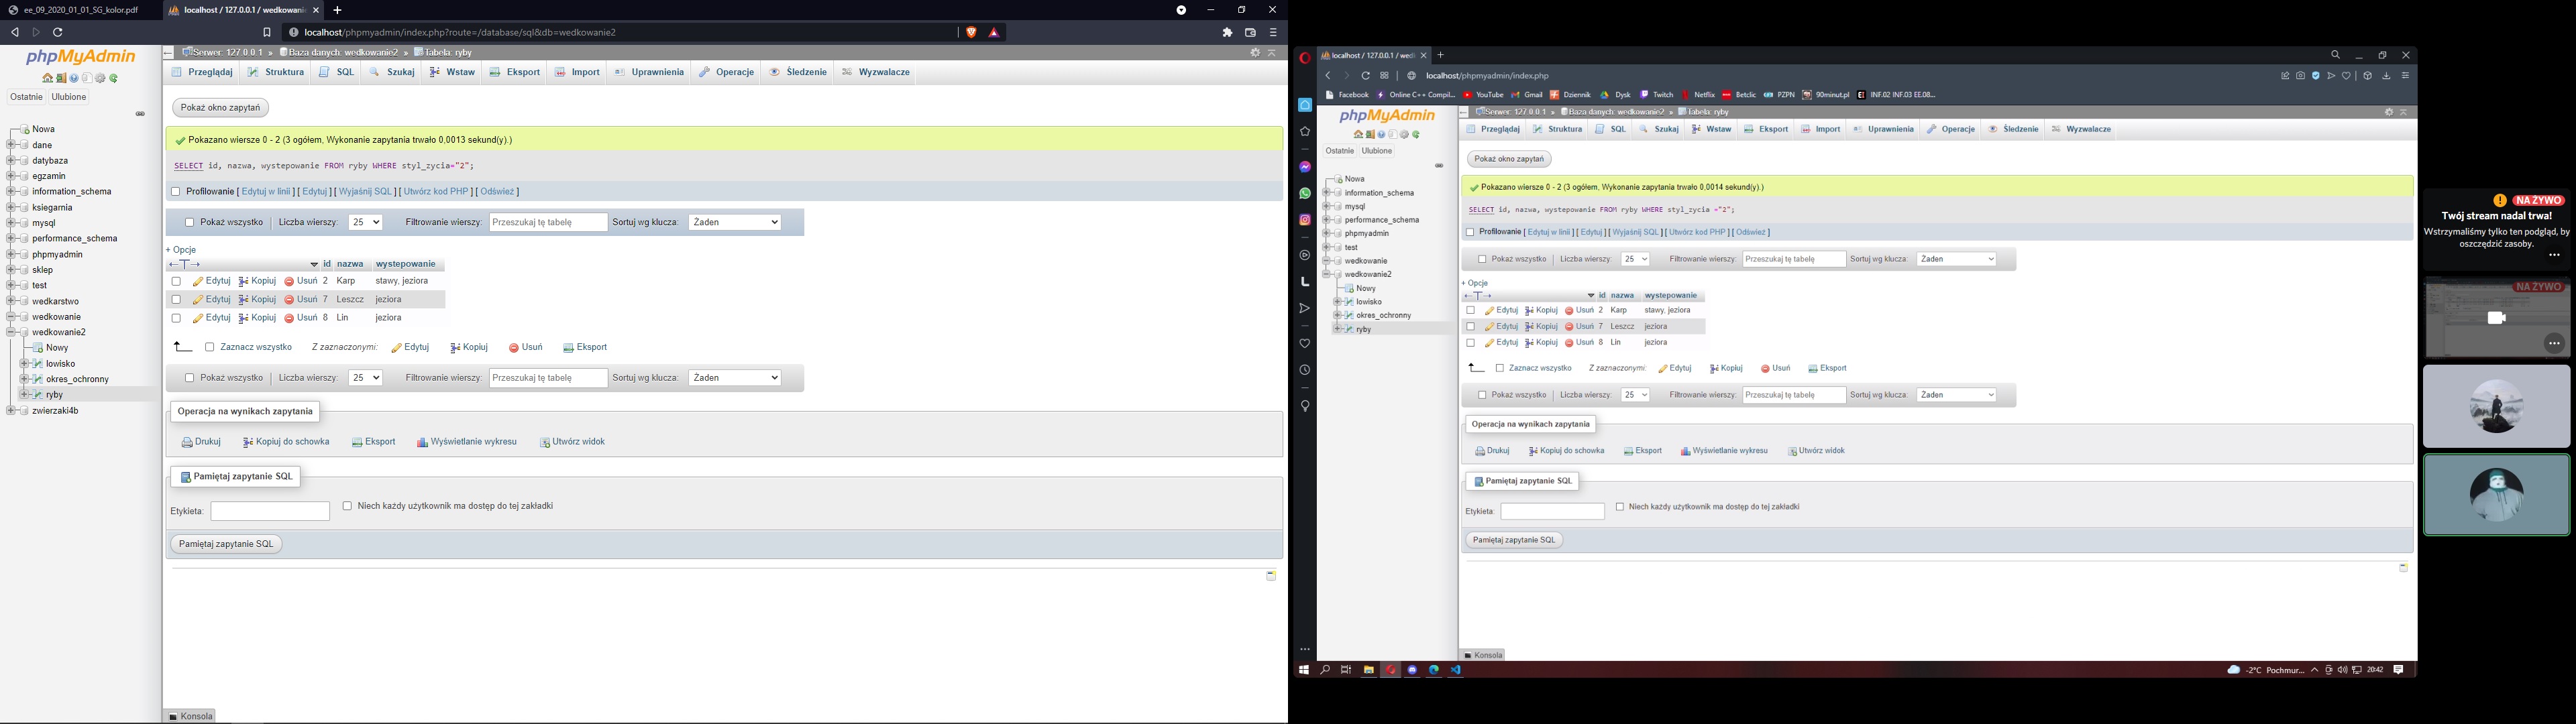 ee_09_2020_01_01_SG_kolor.pdf
localhost / 127.0.0.1 / wedkowani
localhost/phpmyadmin/index.php?route=/database/sql&db=wedkowanie2
phpMyAdmin
Ostatnie Ulubione
Nowa
dane
datybaza
egzamin
information_schema
ksiegarnia
mysql
performance_schema
phpmyadmin
sklep
test
wedkarstwo
wedkowanie
wedkowanie2
Nowy
lowisko
okres_ochronny
ryby
zwierzaki4b
Serwer: 127.0.0.1 » Baza danych: wedkowanie2 » Tabela: ryby
Przeglądaj Struktura SQL Szukaj Wstaw Eksport Import Uprawnienia Operacje Śledzenie Wyzwalacze
Pokaż okno zapytań
Pokazano wiersze 0 - 2 (3 ogółem, Wykonanie zapytania trwało 0,0013 sekund(y).)
SELECT id, nazwa, wystepowanie FROM ryby WHERE styl_zycia="2";
Profilowanie [ Edytuj w linii ] [ Edytuj ] [ Wyjaśnij SQL ] [ Utwórz kod PHP ] [ Odśwież ]
Pokaż wszystko Liczba wierszy: 25 Filtrowanie wierszy: Przeszukaj tę tabelę Sortuj wg klucza: Żaden
+ Opcje
←T→ id nazwa wystepowanie
Edytuj Kopiuj Usuń 2 Karp stawy, jeziora
Edytuj Kopiuj Usuń 7 Leszcz jeziora
Edytuj Kopiuj Usuń 8 Lin jeziora
Zaznacz wszystko Z zaznaczonymi: Edytuj Kopiuj Usuń Eksport
Pokaż wszystko Liczba wierszy: 25 Filtrowanie wierszy: Przeszukaj tę tabelę Sortuj wg klucza: Żaden
Operacja na wynikach zapytania
Drukuj Kopiuj do schowka Eksport Wyświetlanie wykresu Utwórz widok
Pamiętaj zapytanie SQL
Etykieta: Niech każdy użytkownik ma dostęp do tej zakładki
Pamiętaj zapytanie SQL
Konsola
localhost / 127.0.0.1 / wed
localhost/phpmyadmin/index.php
Facebook Online C++ Compil... YouTube Gmail Dziennik Dysk Twitch Netflix Betclic PZPN 90minut.pl INF.02 INF.03 EE.08...
phpMyAdmin
Ostatnie Ulubione
Nowa
information_schema
mysql
performance_schema
phpmyadmin
test
wedkowanie
wedkowanie2
Nowy
lowisko
okres_ochronny
ryby
Serwer: 127.0.0.1 » Baza danych: wedkowanie2 » Tabela: ryby
Przeglądaj Struktura SQL Szukaj Wstaw Eksport Import Uprawnienia Operacje Śledzenie Wyzwalacze
Pokaż okno zapytań
Pokazano wiersze 0 - 2 (3 ogółem, Wykonanie zapytania trwało 0,0014 sekund(y).)
SELECT id, nazwa, wystepowanie FROM ryby WHERE styl_zycia ="2";
Profilowanie [ Edytuj w linii ] [ Edytuj ] [ Wyjaśnij SQL ] [ Utwórz kod PHP ] [ Odśwież ]
Pokaż wszystko Liczba wierszy: 25 Filtrowanie wierszy: Przeszukaj tę tabelę Sortuj wg klucza: Żaden
+ Opcje
←T→ id nazwa wystepowanie
Edytuj Kopiuj Usuń 2 Karp stawy, jeziora
Edytuj Kopiuj Usuń 7 Leszcz jeziora
Edytuj Kopiuj Usuń 8 Lin jeziora
Zaznacz wszystko Z zaznaczonymi: Edytuj Kopiuj Usuń Eksport
Pokaż wszystko Liczba wierszy: 25 Filtrowanie wierszy: Przeszukaj tę tabelę Sortuj wg klucza: Żaden
Operacja na wynikach zapytania
Drukuj Kopiuj do schowka Eksport Wyświetlanie wykresu Utwórz widok
Pamiętaj zapytanie SQL
Etykieta: Niech każdy użytkownik ma dostęp do tej zakładki
Pamiętaj zapytanie SQL
Konsola
-2°C Pochmur... 20:42
NA ŻYWO
Twój stream nadal trwa!
Wstrzymaliśmy tylko ten podgląd, by
oszczędzić zasoby.
NA ŻYWO